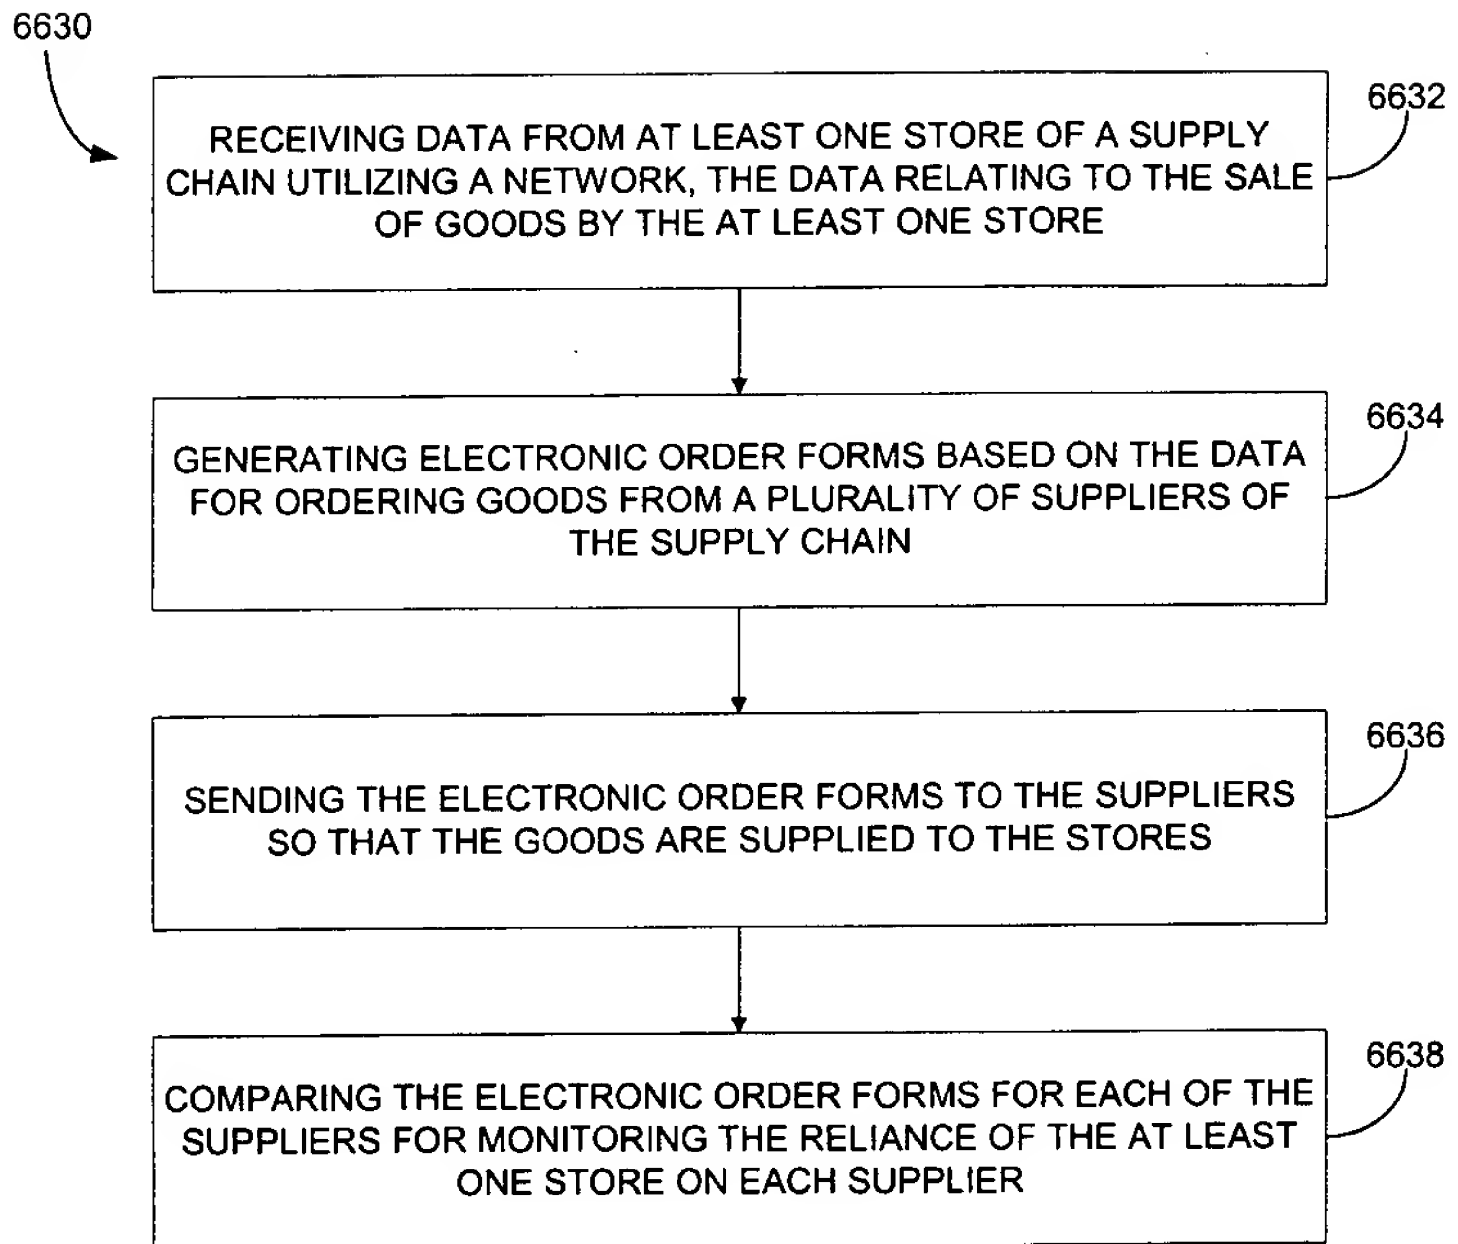 6630
6632
RECEIVING DATA FROM AT LEAST ONE STORE OF A SUPPLY
CHAIN UTILIZING A NETWORK, THE DATA RELATING TO THE SALE
OF GOODS BY THE AT LEAST ONE STORE
6634
GENERATING ELECTRONIC ORDER FORMS BASED ON THE DATA
FOR ORDERING GOODS FROM A PLURALITY OF SUPPLIERS OF
THE SUPPLY CHAIN
6636
SENDING THE ELECTRONIC ORDER FORMS TO THE SUPPLIERS
SO THAT THE GOODS ARE SUPPLIED TO THE STORES
6638
COMPARING THE ELECTRONIC ORDER FORMS FOR EACH OF THE
SUPPLIERS FOR MONITORING THE RELIANCE OF THE AT LEAST
ONE STORE ON EACH SUPPLIER